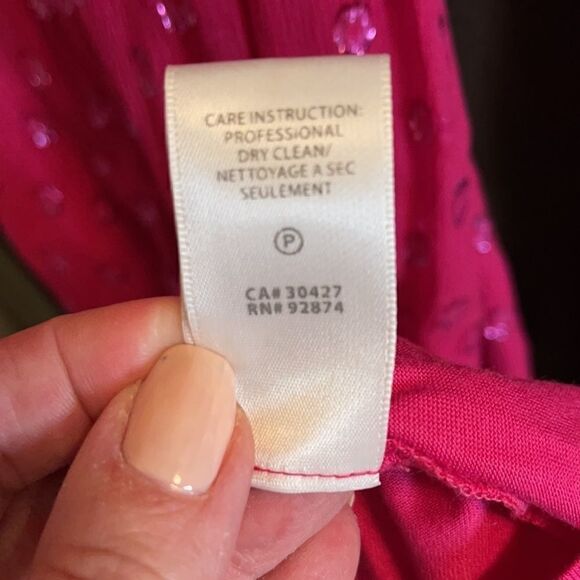 CARE INSTRUCTION:
PROFESSIONAL
DRY CLEAN/
NETTOYAGE A SEC
SEULEMENT
P
CA# 30427
RN# 92874